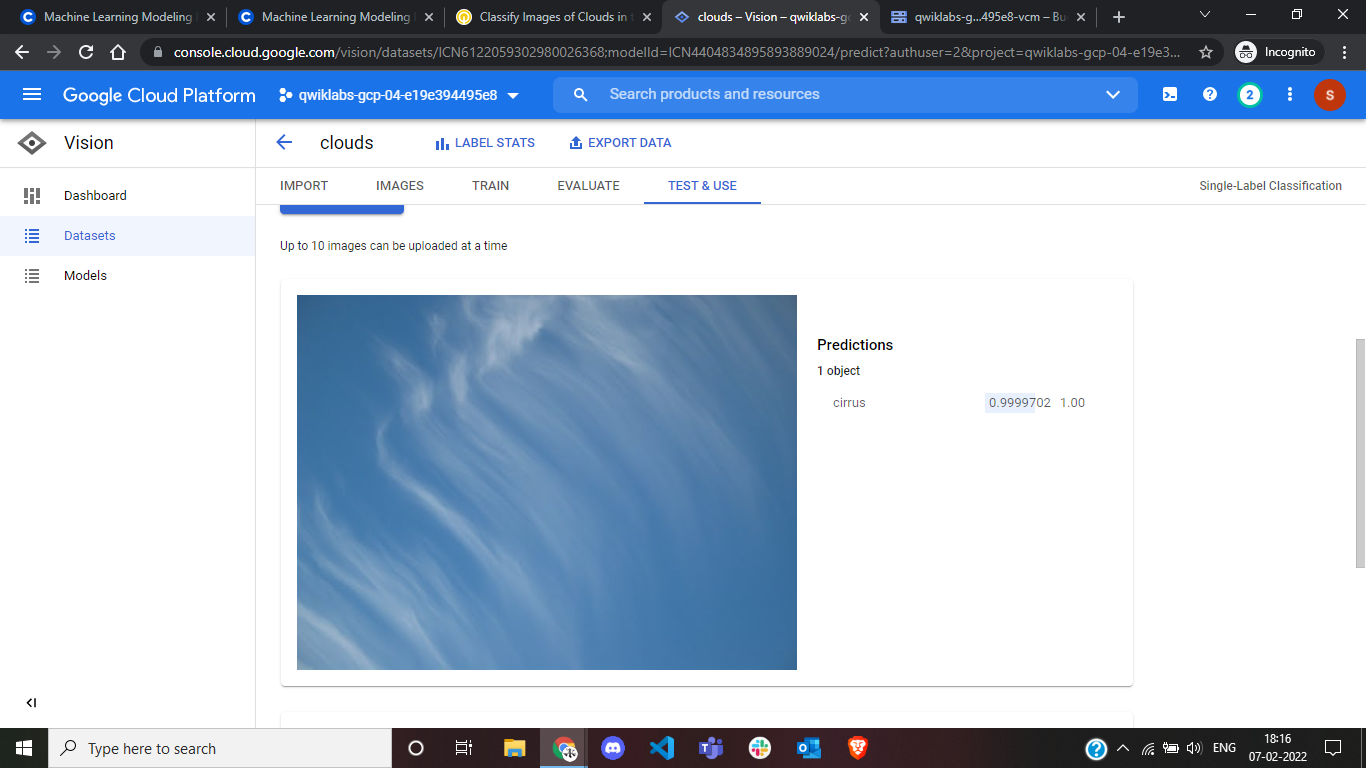 Machine Learning Modeling
Machine Learning Modeling
Classify Images of Clouds in t
clouds – Vision – qwiklabs-gc
qwiklabs-g...495e8-vcm – Bu
console.cloud.google.com/vision/datasets/ICN6122059302980026368;modelId=ICN4404834895893889024/predict?authuser=2&project=qwiklabs-gcp-04-e19e3...
Incognito
Google Cloud Platform
qwiklabs-gcp-04-e19e394495e8
Search products and resources
2
S
Vision
clouds
LABEL STATS
EXPORT DATA
Dashboard
Datasets
Models
IMPORT
IMAGES
TRAIN
EVALUATE
TEST & USE
Single-Label Classification
Up to 10 images can be uploaded at a time
Predictions
1 object
cirrus 0.9999702 1.00
Type here to search
ENG
18:16
07-02-2022